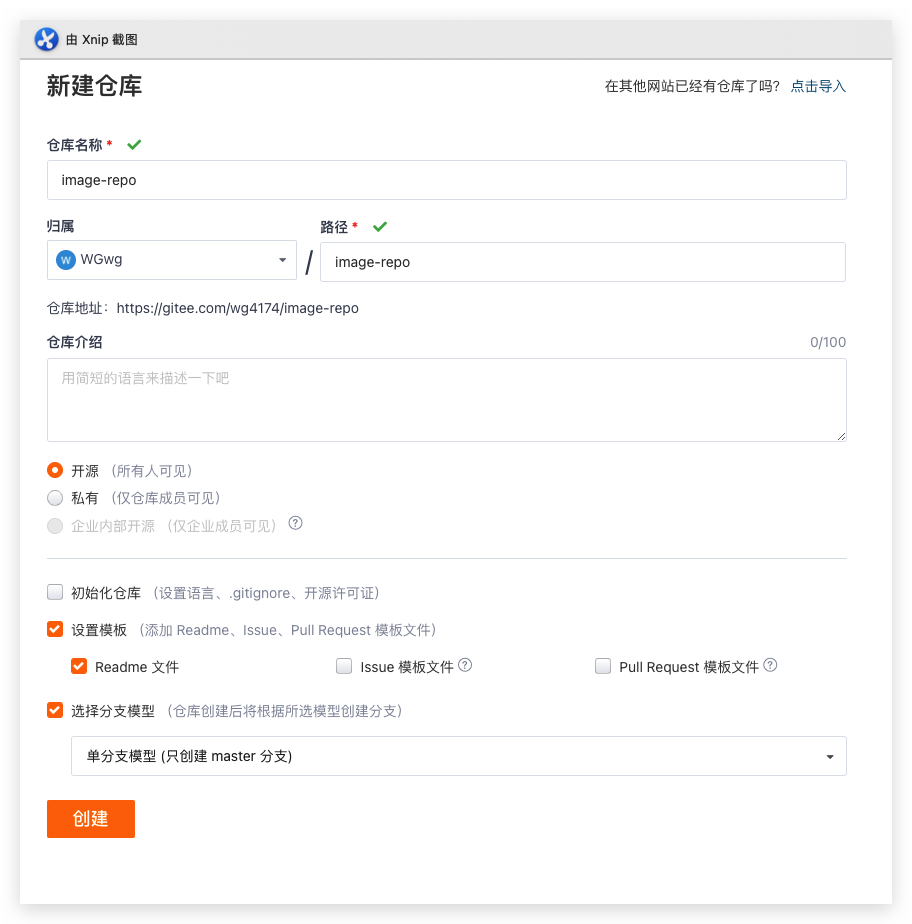 由 Xnip 截图
新建仓库
在其他网站已经有仓库了吗? 点击导入
仓库名称 *
image-repo
归属
路径 *
W WGwg
/
image-repo
仓库地址：https://gitee.com/wg4174/image-repo
仓库介绍
0/100
用简短的语言来描述一下吧
开源（所有人可见）
私有（仅仓库成员可见）
企业内部开源（仅企业成员可见） ?
初始化仓库（设置语言、.gitignore、开源许可证）
设置模板（添加 Readme、Issue、Pull Request 模板文件）
Readme 文件
Issue 模板文件 ?
Pull Request 模板文件 ?
选择分支模型（仓库创建后将根据所选模型创建分支）
单分支模型 (只创建 master 分支)
创建